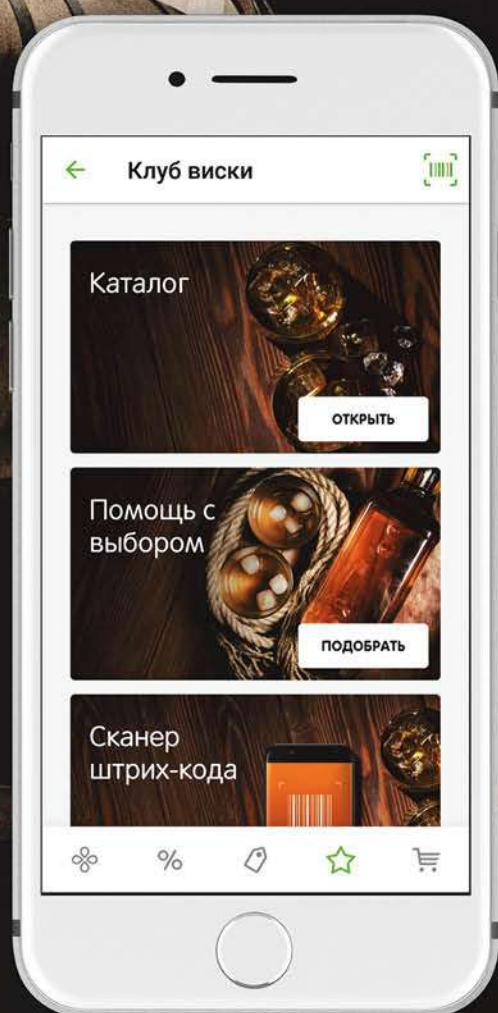 Клуб виски
Каталог
ОТКРЫТЬ
Помощь с
выбором
ПОДОБРАТЬ
Сканер
штрих-кода
%